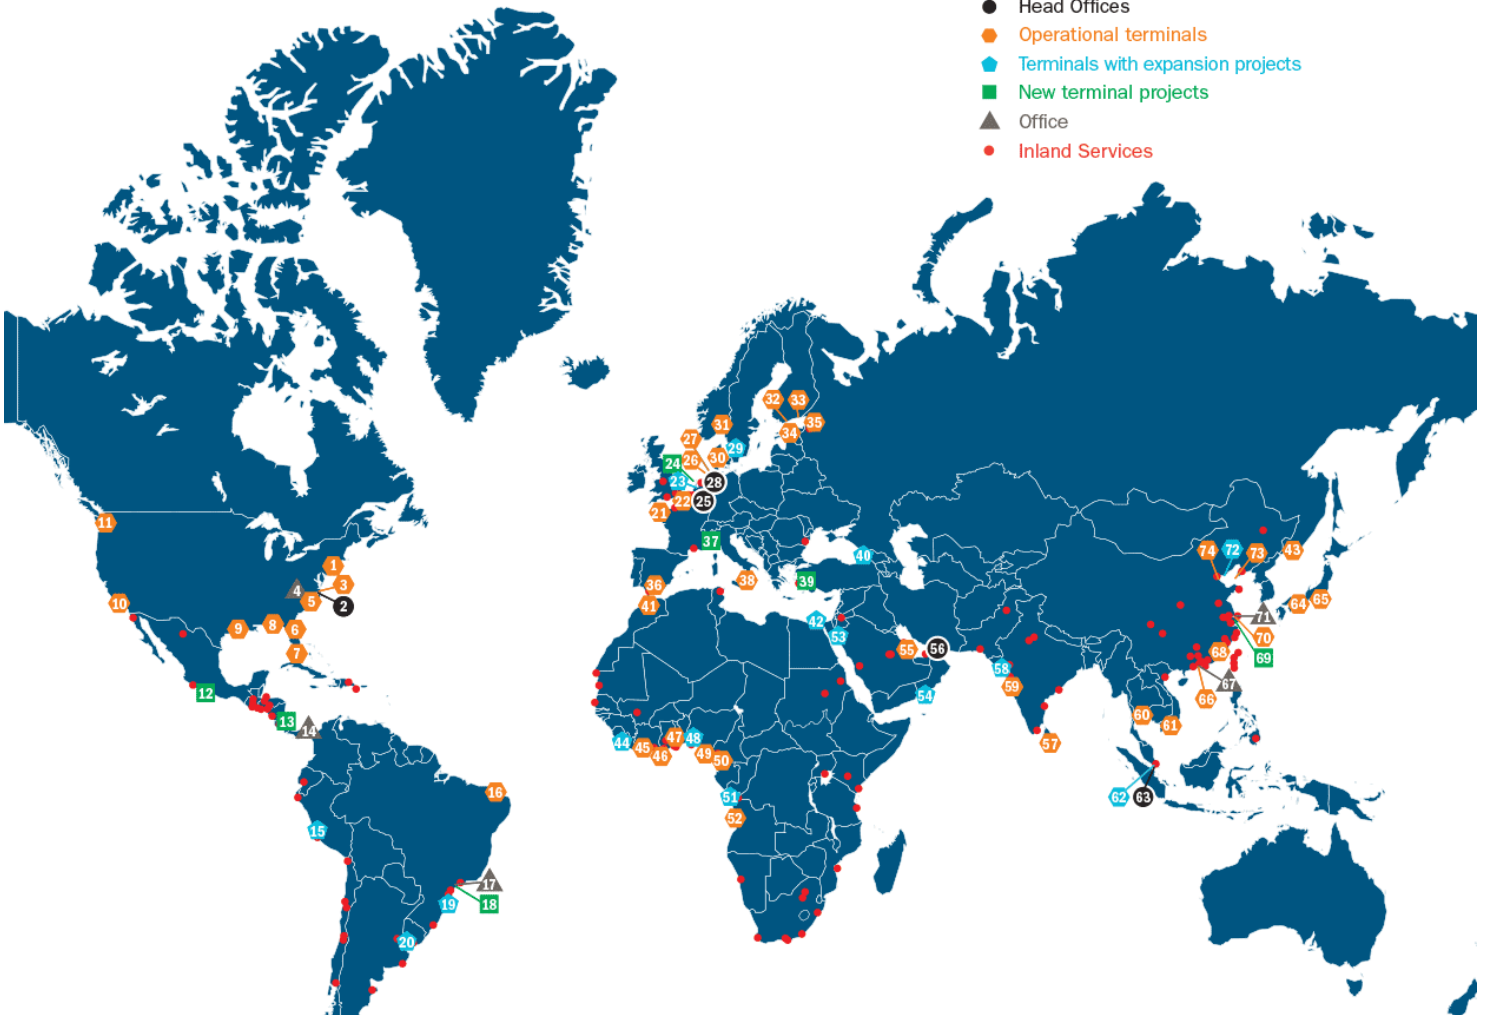 Head Offices
Operational terminals
Terminals with expansion projects
New terminal projects
Office
Inland Services
32 33
31 35
27 34
29
24 26 30
23 28
22 25
21
11
37
74 72 73 43
40
1
3
4 36 39 38
5 2 41
10
64 65
71
42
9 8 6 53 70
7 55 56 68 69
58
12 59 67
54 66
13 14
60 61
44 45 47 48 57
46 49 50
16 51 62 63
15 52
17
19 18
20